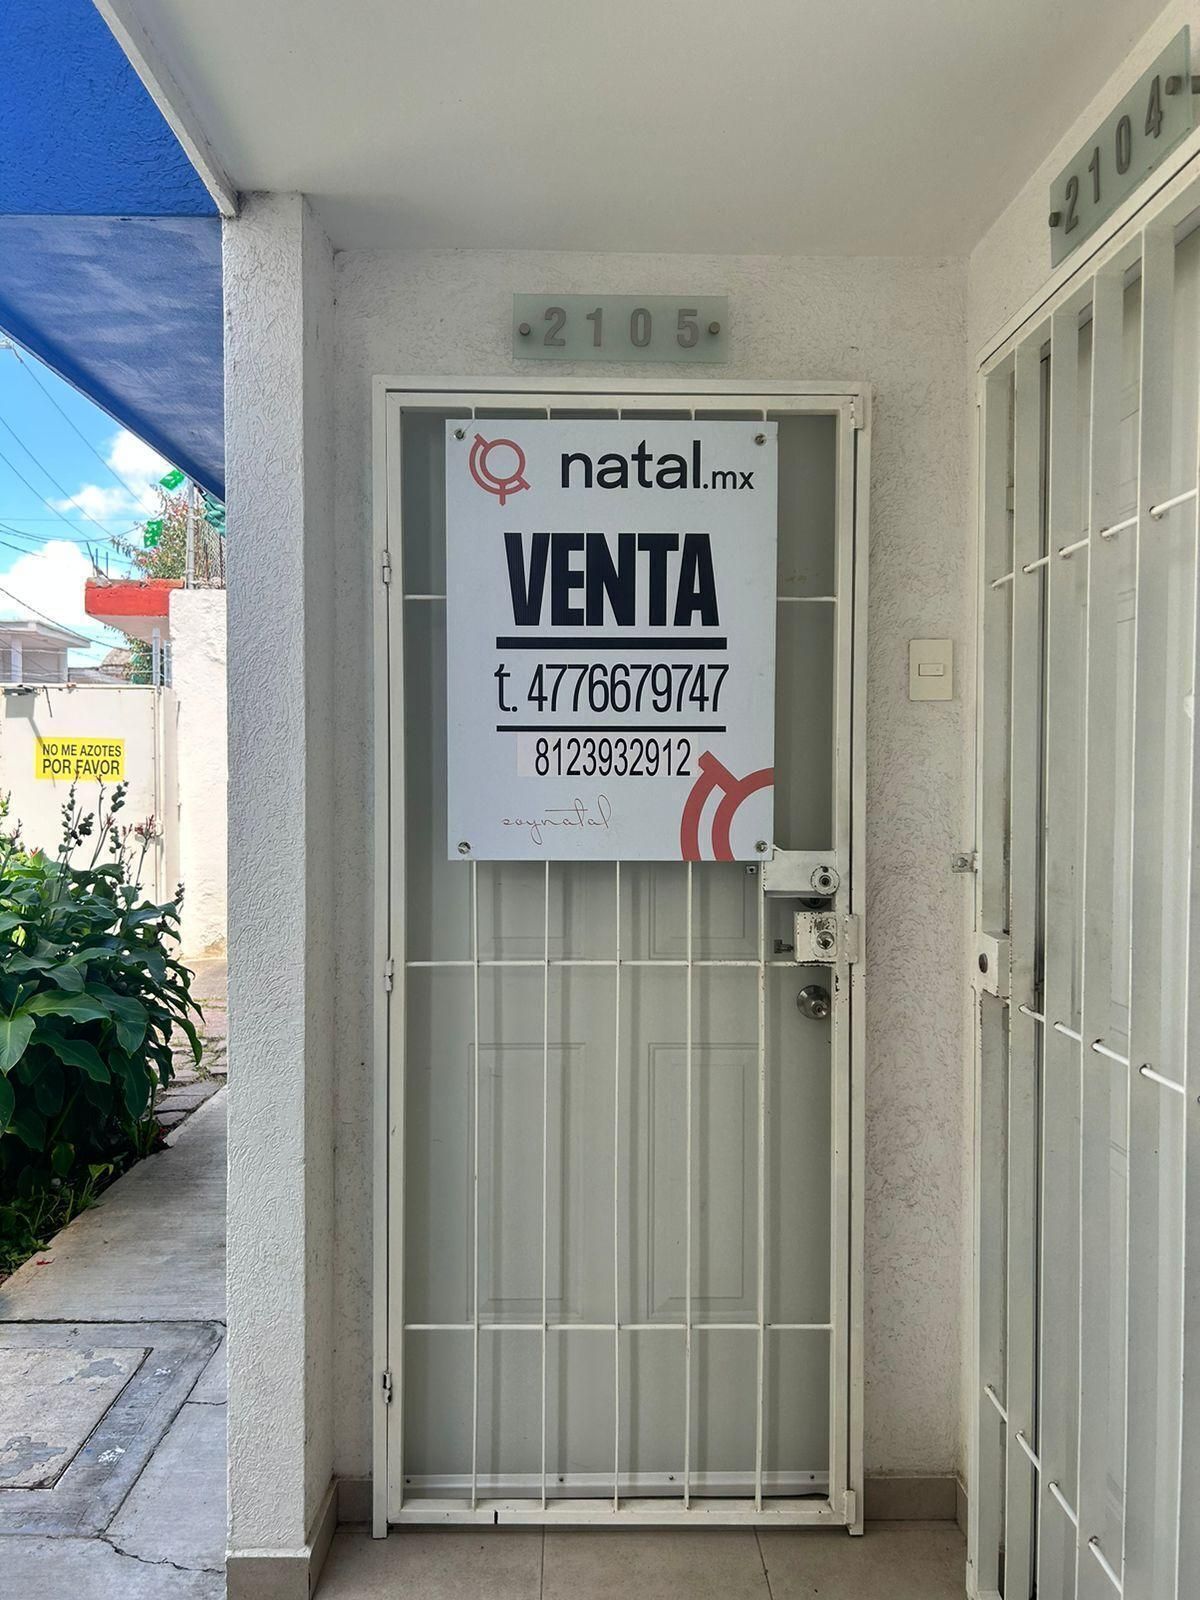 2104
2105
natal.mx
VENTA
t. 4776679747
8123932912
soynatal
NO ME AZOTES
POR FAVOR